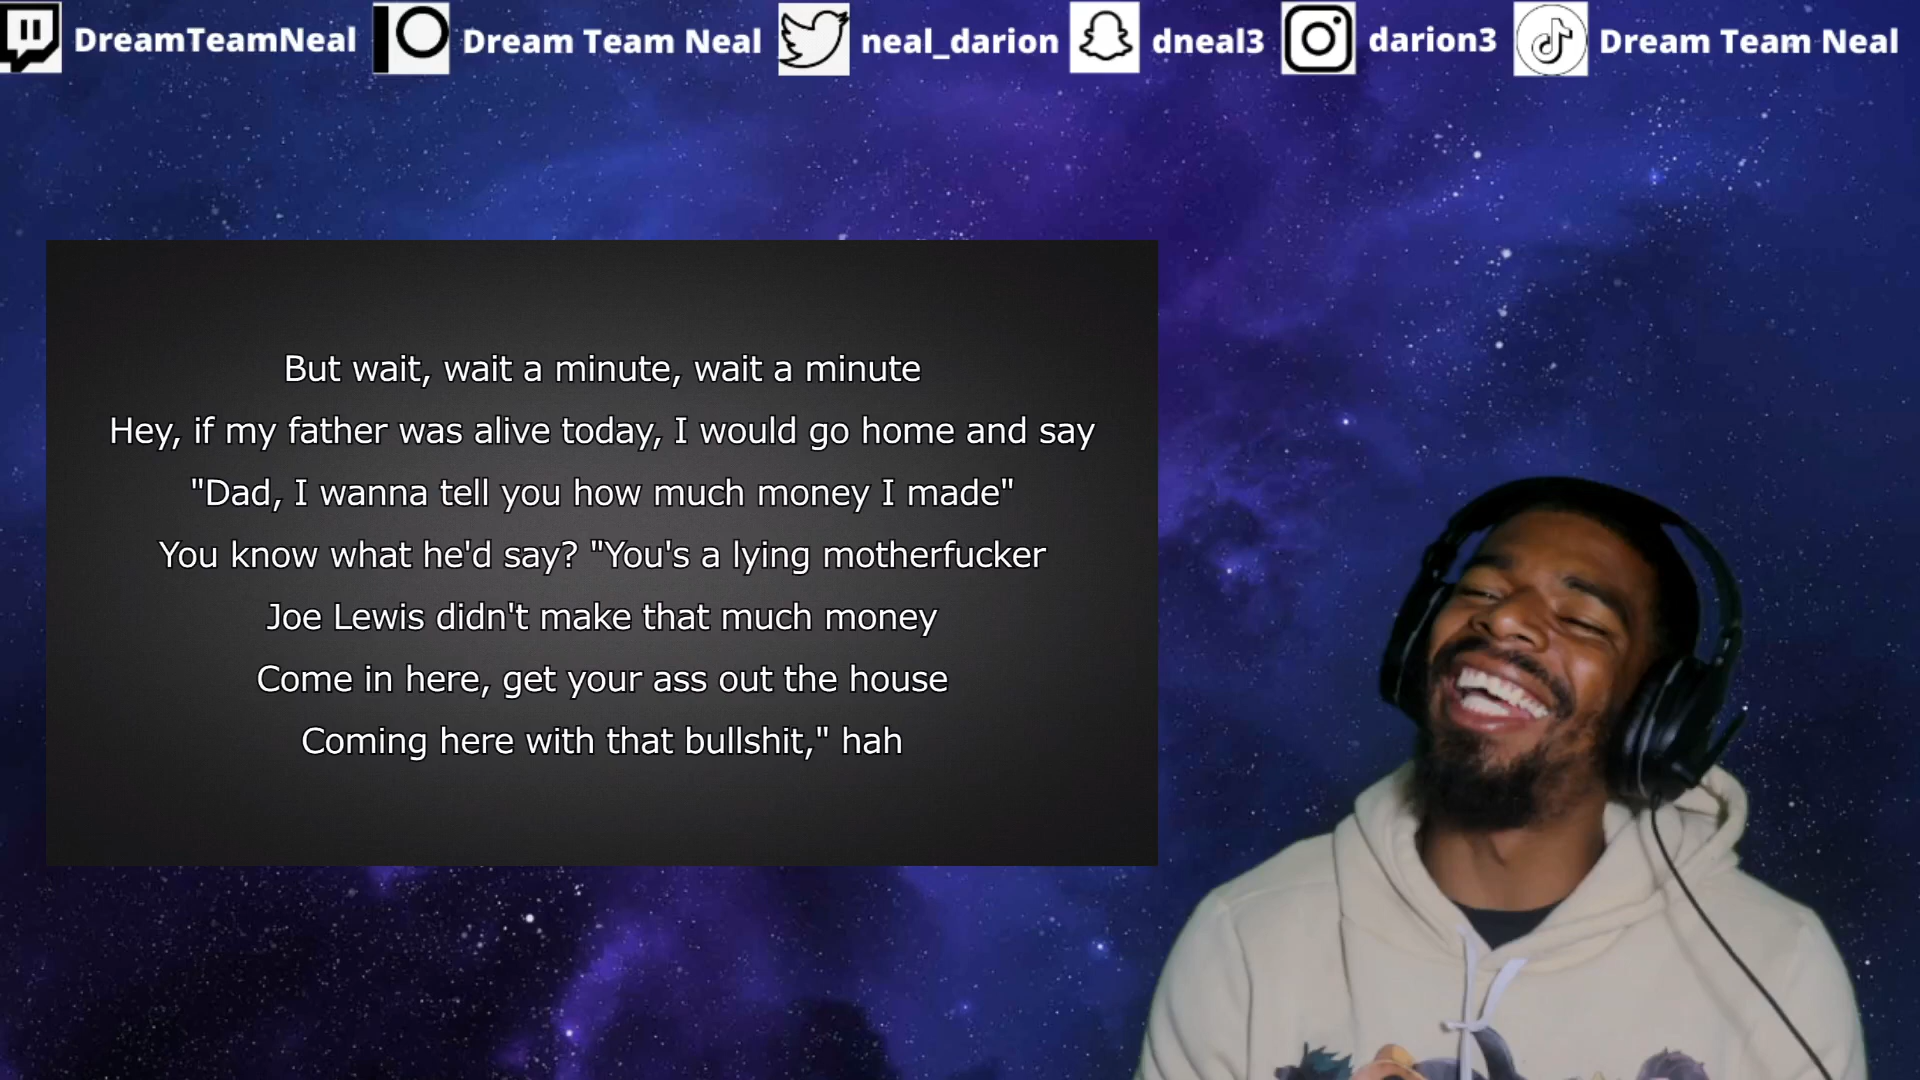 DreamTeamNeal
Dream Team Neal
neal_darion
dneal3
darion3
Dream Team Neal
But wait, wait a minute, wait a minute
Hey, if my father was alive today, I would go home and say
"Dad, I wanna tell you how much money I made"
You know what he'd say? "You's a lying motherfucker
Joe Lewis didn't make that much money
Come in here, get your ass out the house
Coming here with that bullshit," hah